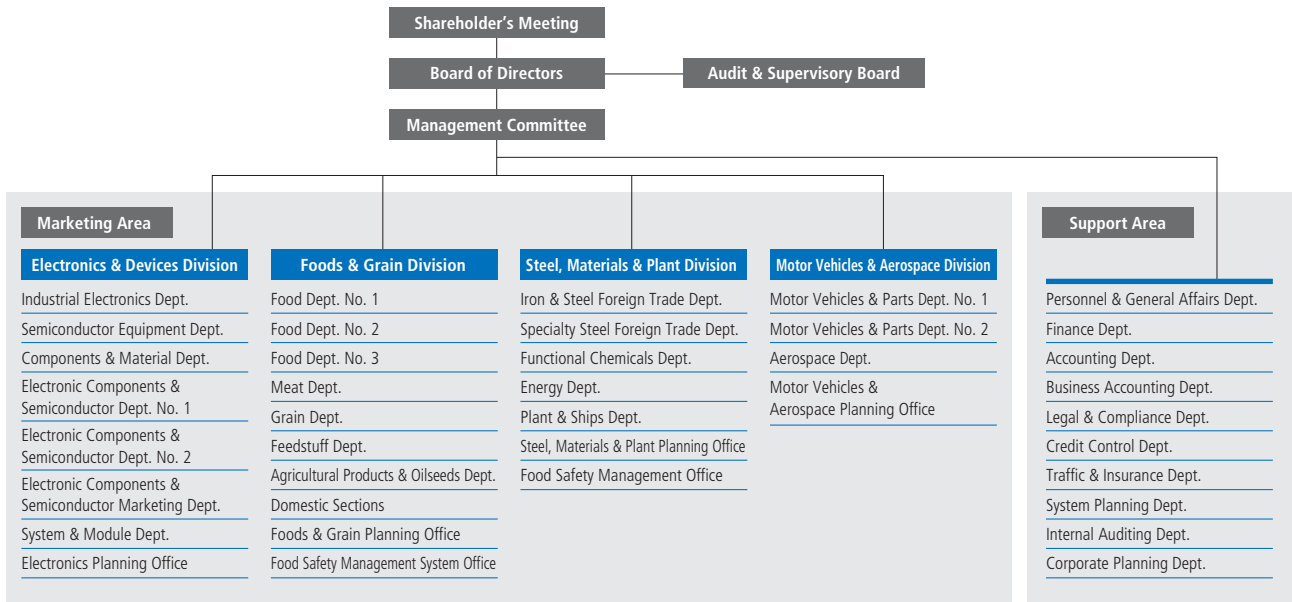 Shareholder's Meeting
Board of Directors
Audit & Supervisory Board
Management Committee
Marketing Area
Electronics & Devices Division
Industrial Electronics Dept.
Semiconductor Equipment Dept.
Components & Material Dept.
Electronic Components &
Semiconductor Dept. No. 1
Electronic Components &
Semiconductor Dept. No. 2
Electronic Components &
Semiconductor Marketing Dept.
System & Module Dept.
Electronics Planning Office
Foods & Grain Division
Food Dept. No. 1
Food Dept. No. 2
Food Dept. No. 3
Meat Dept.
Grain Dept.
Feedstuff Dept.
Agricultural Products & Oilseeds Dept.
Domestic Sections
Foods & Grain Planning Office
Food Safety Management System Office
Steel, Materials & Plant Division
Iron & Steel Foreign Trade Dept.
Specialty Steel Foreign Trade Dept.
Functional Chemicals Dept.
Energy Dept.
Plant & Ships Dept.
Steel, Materials & Plant Planning Office
Food Safety Management Office
Motor Vehicles & Aerospace Division
Motor Vehicles & Parts Dept. No. 1
Motor Vehicles & Parts Dept. No. 2
Aerospace Dept.
Motor Vehicles &
Aerospace Planning Office
Support Area
Personnel & General Affairs Dept.
Finance Dept.
Accounting Dept.
Business Accounting Dept.
Legal & Compliance Dept.
Credit Control Dept.
Traffic & Insurance Dept.
System Planning Dept.
Internal Auditing Dept.
Corporate Planning Dept.